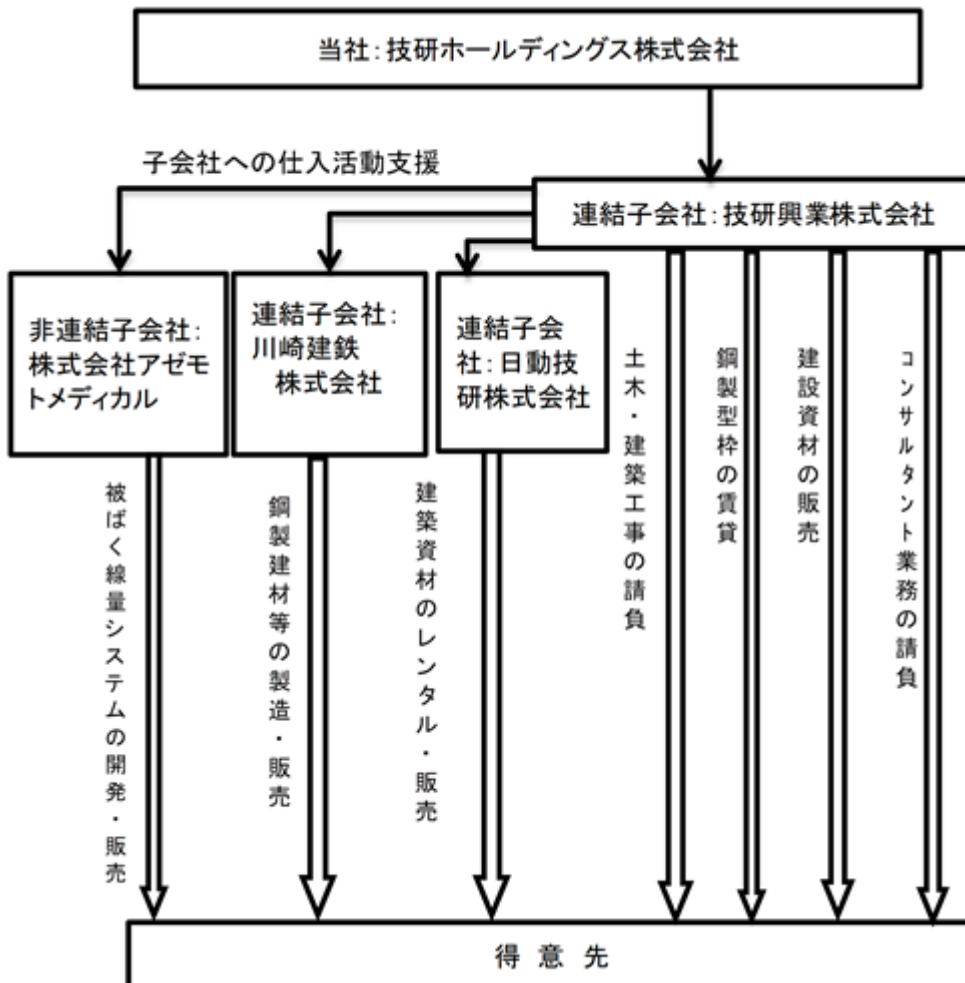 当社：技研ホールディングス株式会社
子会社への仕入活動支援
連結子会社：技研興業株式会社
非連結子会社：
株式会社アゼモ
トメディカル
連結子会社：
川崎建鉄
株式会社
連結子会
社：日動技
研株式会社
被ばく線量システムの開発・販売
鋼製建材等の製造・販売
建築資材のレンタル・販売
土木・建築工事の請負
鋼製型枠の賃貸
建設資材の販売
コンサルタント業務の請負
得意先